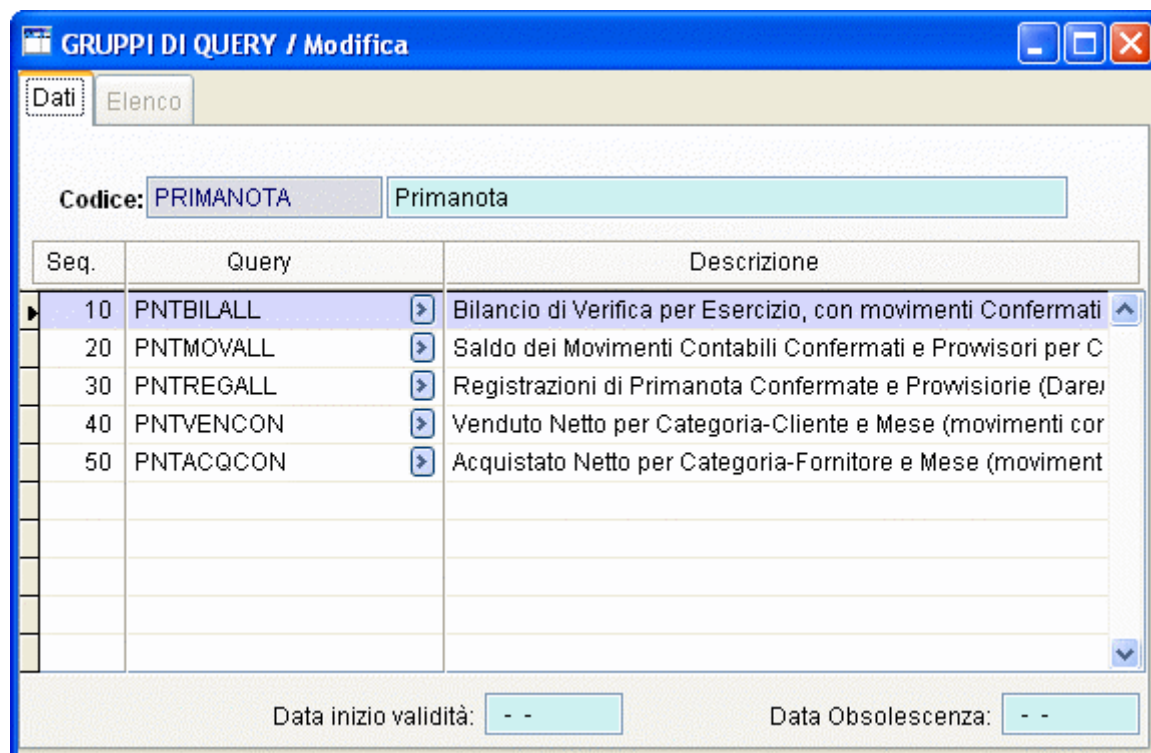 GRUPPI DI QUERY / Modifica
Dati Elenco
Codice: PRIMANOTA Primanota
Seq. Query Descrizione
10 PNTBILALL Bilancio di Verifica per Esercizio, con movimenti Confermati
20 PNTMOVALL Saldo dei Movimenti Contabili Confermati e Provvisori per C
30 PNTREGALL Registrazioni di Primanota Confermate e Provvisiorie (Dare/
40 PNTVENCON Venduto Netto per Categoria-Cliente e Mese (movimenti cor
50 PNTACQCON Acquistato Netto per Categoria-Fornitore e Mese (moviment
Data inizio validità: - - Data Obsolescenza: - -